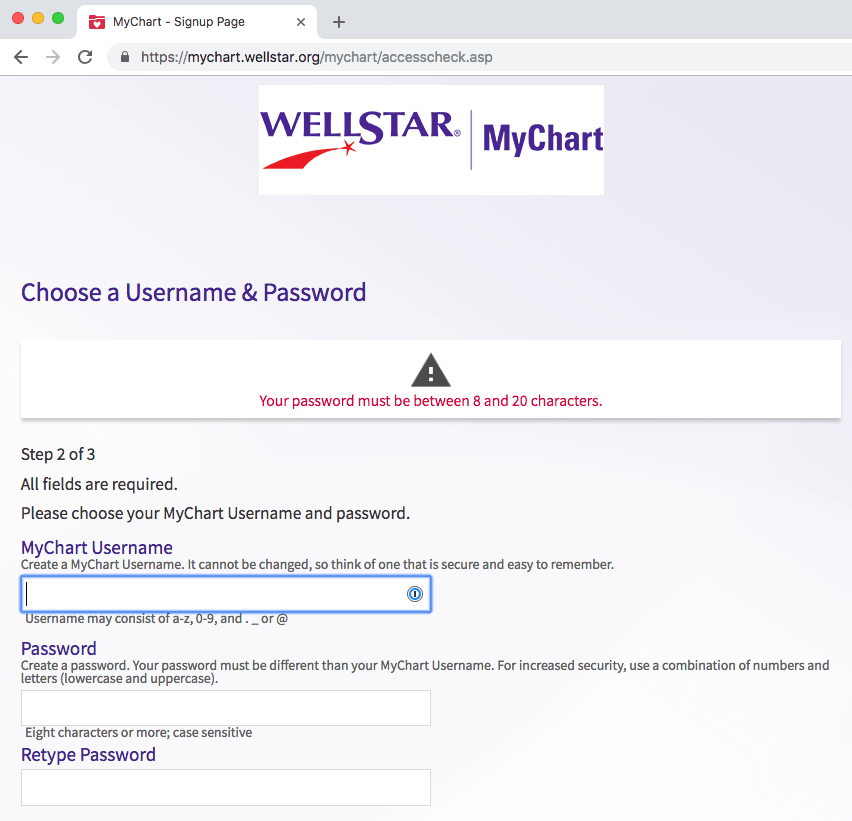 MyChart - Signup Page
https://mychart.wellstar.org/mychart/accesscheck.asp
WELLSTAR® MyChart
Choose a Username & Password
Your password must be between 8 and 20 characters.
Step 2 of 3
All fields are required.
Please choose your MyChart Username and password.
MyChart Username
Create a MyChart Username. It cannot be changed, so think of one that is secure and easy to remember.
Username may consist of a-z, 0-9, and . _ or @
Password
Create a password. Your password must be different than your MyChart Username. For increased security, use a combination of numbers and
letters (lowercase and uppercase).
Eight characters or more; case sensitive
Retype Password